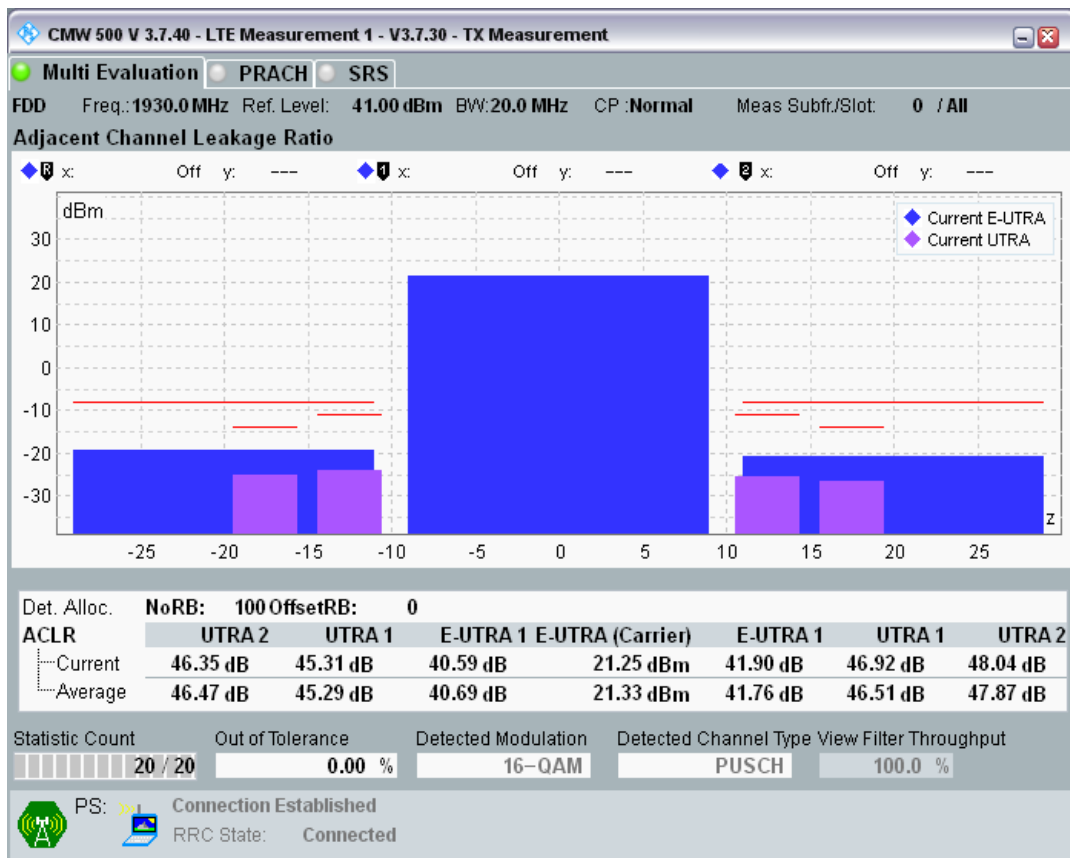 CMW 500 V 3.7.40 - LTE Measurement 1 - V3.7.30 - TX Measurement
Multi Evaluation PRACH SRS
FDD Freq.: 1930.0 MHz Ref. Level: 41.00 dBm BW: 20.0 MHz CP :Normal Meas Subfr./Slot: 0 / All
Adjacent Channel Leakage Ratio
R x: Off y: --- 1 x: Off y: --- 2 x: Off y: ---
dBm
Current E-UTRA
Current UTRA
30
20
10
0
-10
-20
-30
z
-25 -20 -15 -10 -5 0 5 10 15 20 25
Det. Alloc. NoRB: 100 OffsetRB: 0
ACLR UTRA 2 UTRA 1 E-UTRA 1 E-UTRA (Carrier) E-UTRA 1 UTRA 1 UTRA 2
Current 46.35 dB 45.31 dB 40.59 dB 21.25 dBm 41.90 dB 46.92 dB 48.04 dB
Average 46.47 dB 45.29 dB 40.69 dB 21.33 dBm 41.76 dB 46.51 dB 47.87 dB
Statistic Count Out of Tolerance Detected Modulation Detected Channel Type View Filter Throughput
20 / 20 0.00 % 16-QAM PUSCH 100.0 %
PS: Connection Established
RRC State: Connected